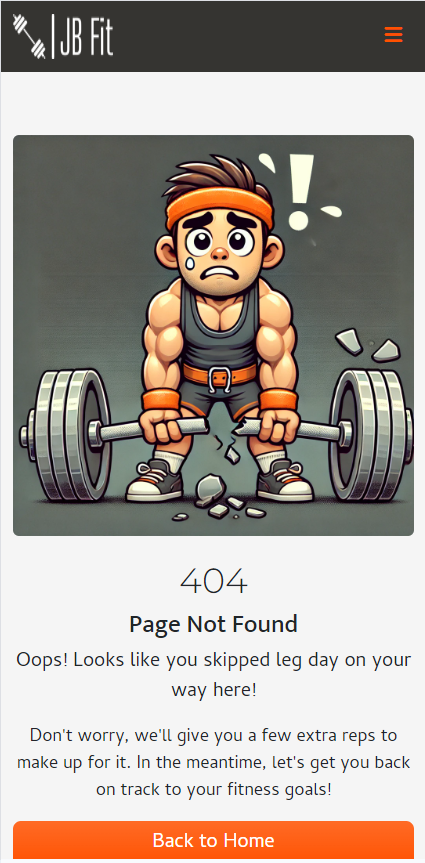 JB Fit
404
Page Not Found
Oops! Looks like you skipped leg day on your
way here!
Don't worry, we'll give you a few extra reps to
make up for it. In the meantime, let's get you back
on track to your fitness goals!
Back to Home